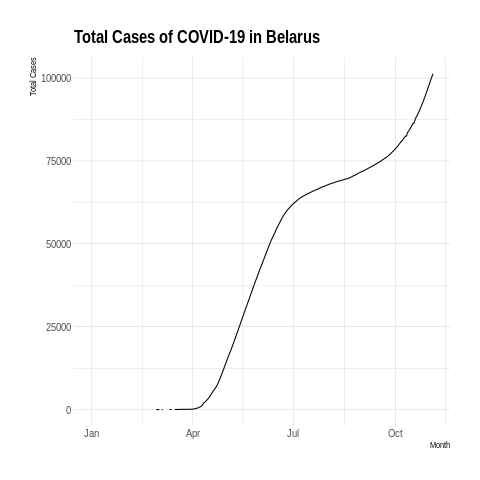 Total Cases of COVID-19 in Belarus
Total Cases
100000
75000
50000
25000
0
Jan Apr Jul Oct
Month